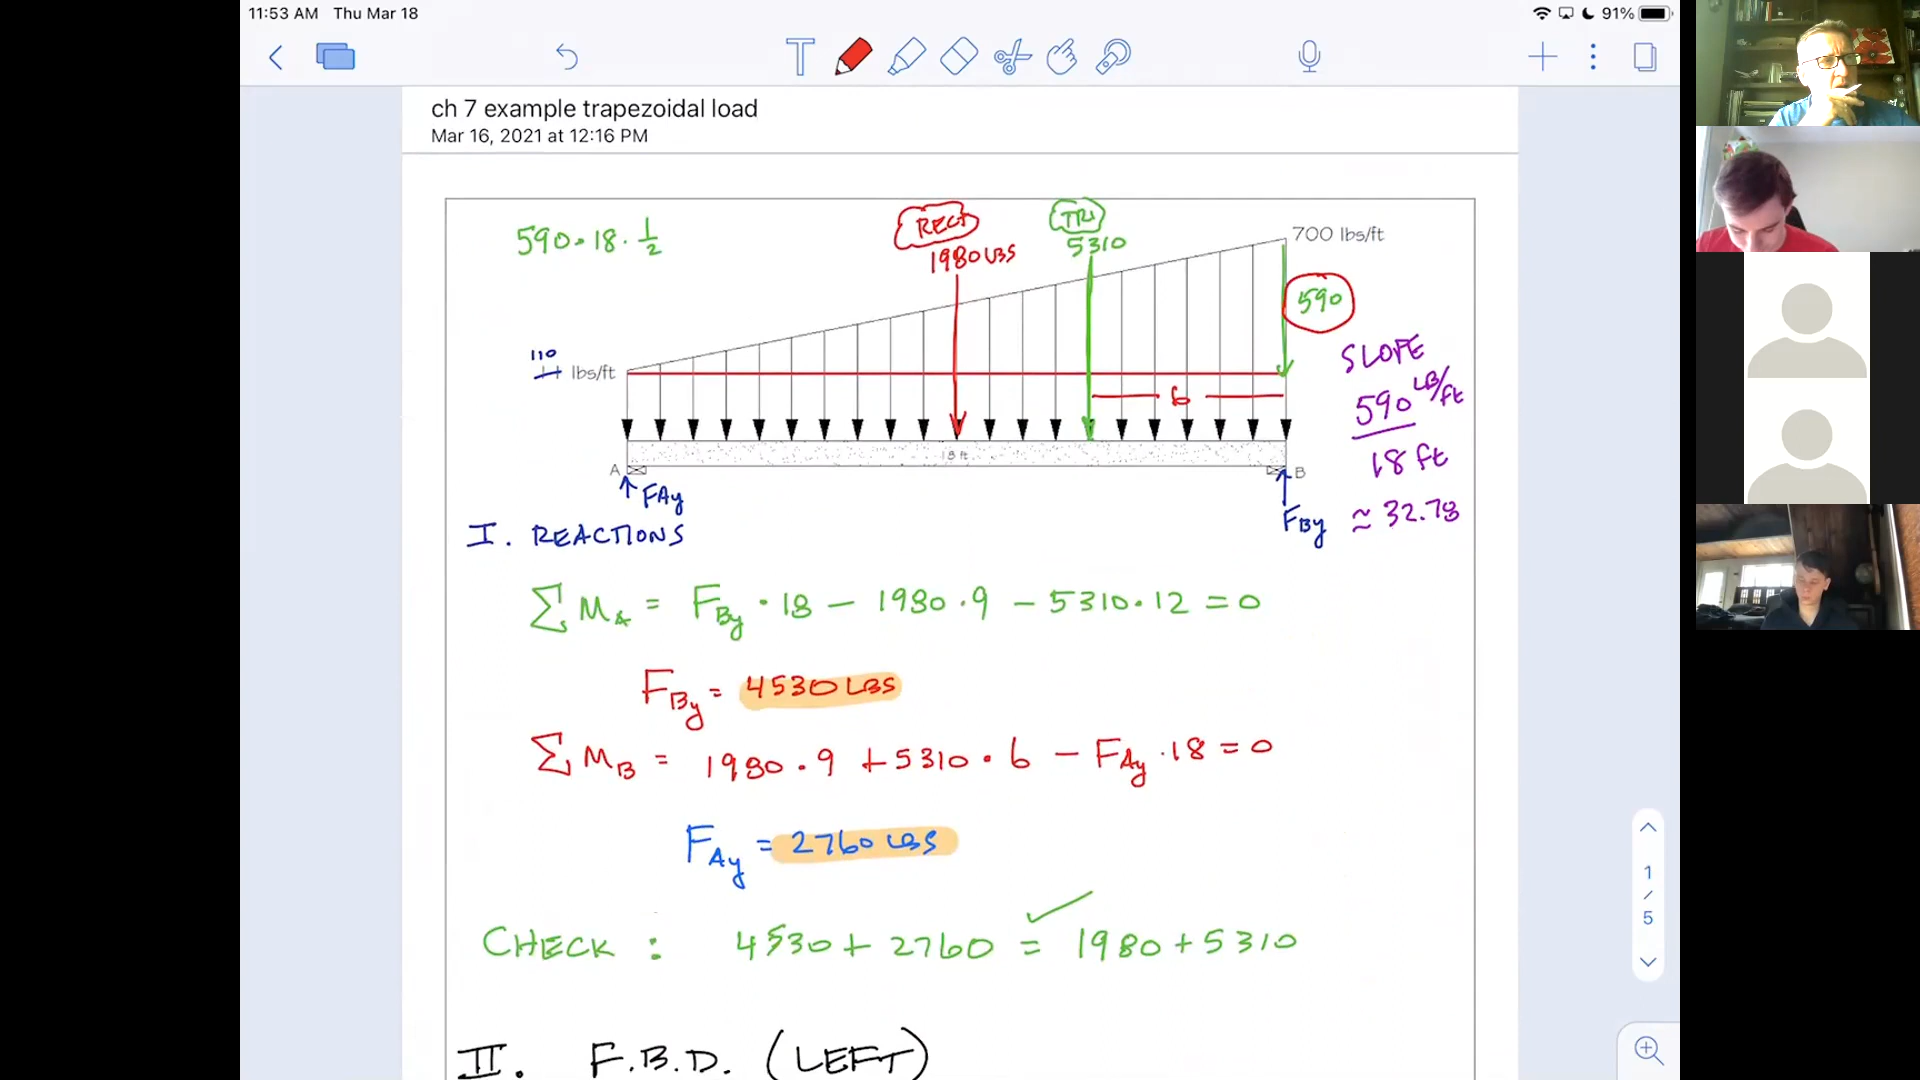 11:53 AM Thu Mar 18
91%
T
ch 7 example trapezoidal load
Mar 16, 2021 at 12:16 PM
590 · 18 · 1/2
RECT
1980 LBS
TRI
5310
700 lbs/ft
590
110
lbs/ft
6
SLOPE
590 LB/ft
18 ft
≈ 32.78
18 ft
A
B
FAy
FBy
I. REACTIONS
∑ MA = FBy · 18 – 1980 · 9 – 5310 · 12 = 0
FBy = 4530 LBS
∑ MB = 1980 · 9 + 5310 · 6 – FAy · 18 = 0
FAy = 2760 LBS
CHECK : 4530 + 2760 = 1980 + 5310
II. F.B.D. (LEFT)
1
/
5